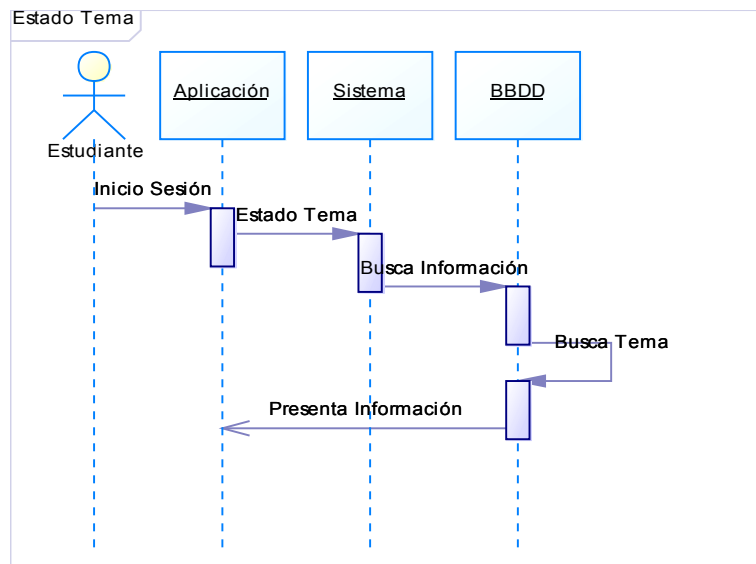 Estado Tema
Aplicación
Sistema
BBDD
Estudiante
Inicio Sesión
Estado Tema
Busca Información
Busca Tema
Presenta Información